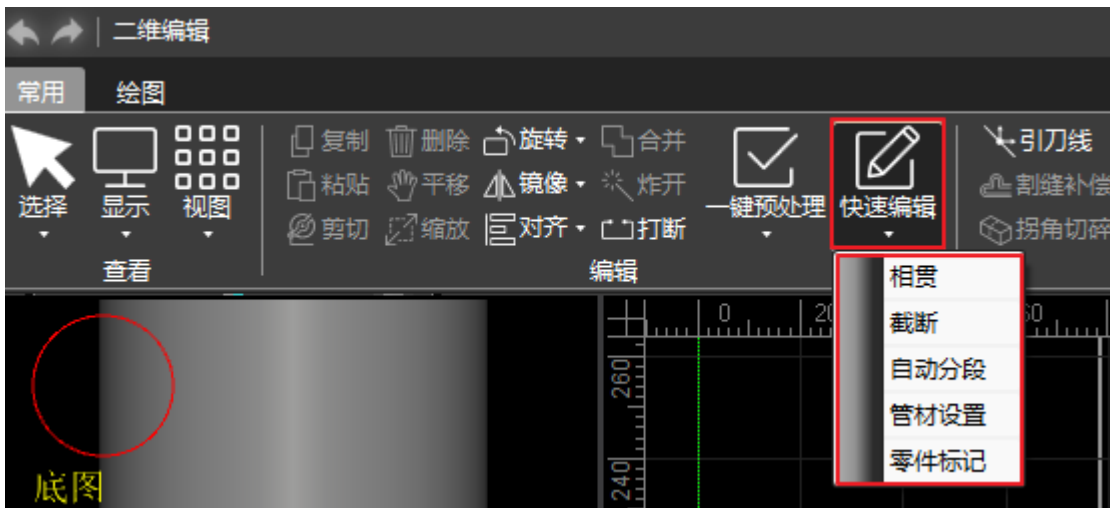 二维编辑
常用 绘图
复制 删除 旋转 合并
选择 显示 视图 粘贴 平移 镜像 炸开 一键预处理 快速编辑 引刀线
剪切 缩放 对齐 打断 割缝补偿
拐角切碎
查看 编辑
相贯
截断
自动分段
管材设置
零件标记
0
260
240
底图